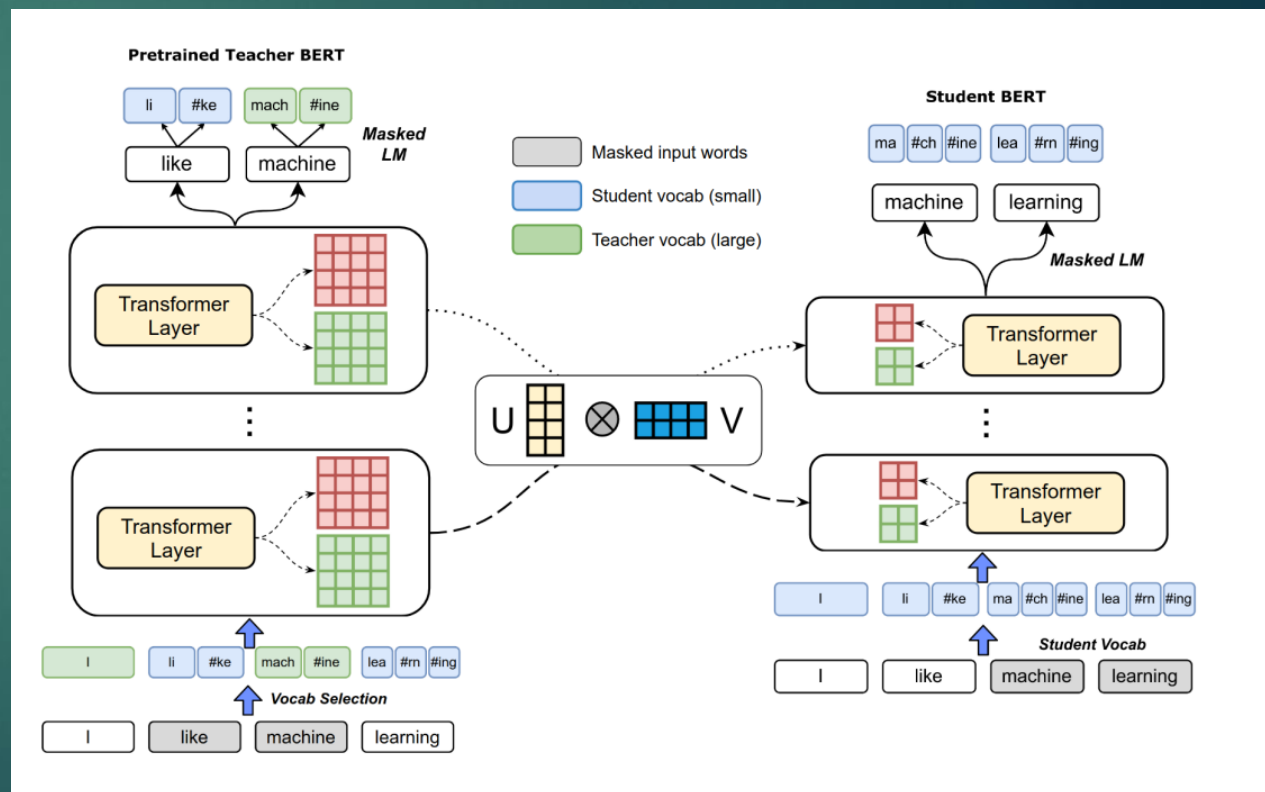 Pretrained Teacher BERT
li #ke mach #ine
Masked
LM
like machine
Transformer
Layer
Transformer
Layer
I li #ke mach #ine lea #rn #ing
Vocab Selection
I like machine learning
Masked input words
Student vocab (small)
Teacher vocab (large)
U V
Student BERT
ma #ch #ine lea #rn #ing
machine learning
Masked LM
Transformer
Layer
Transformer
Layer
I li #ke ma #ch #ine lea #rn #ing
Student Vocab
I like machine learning